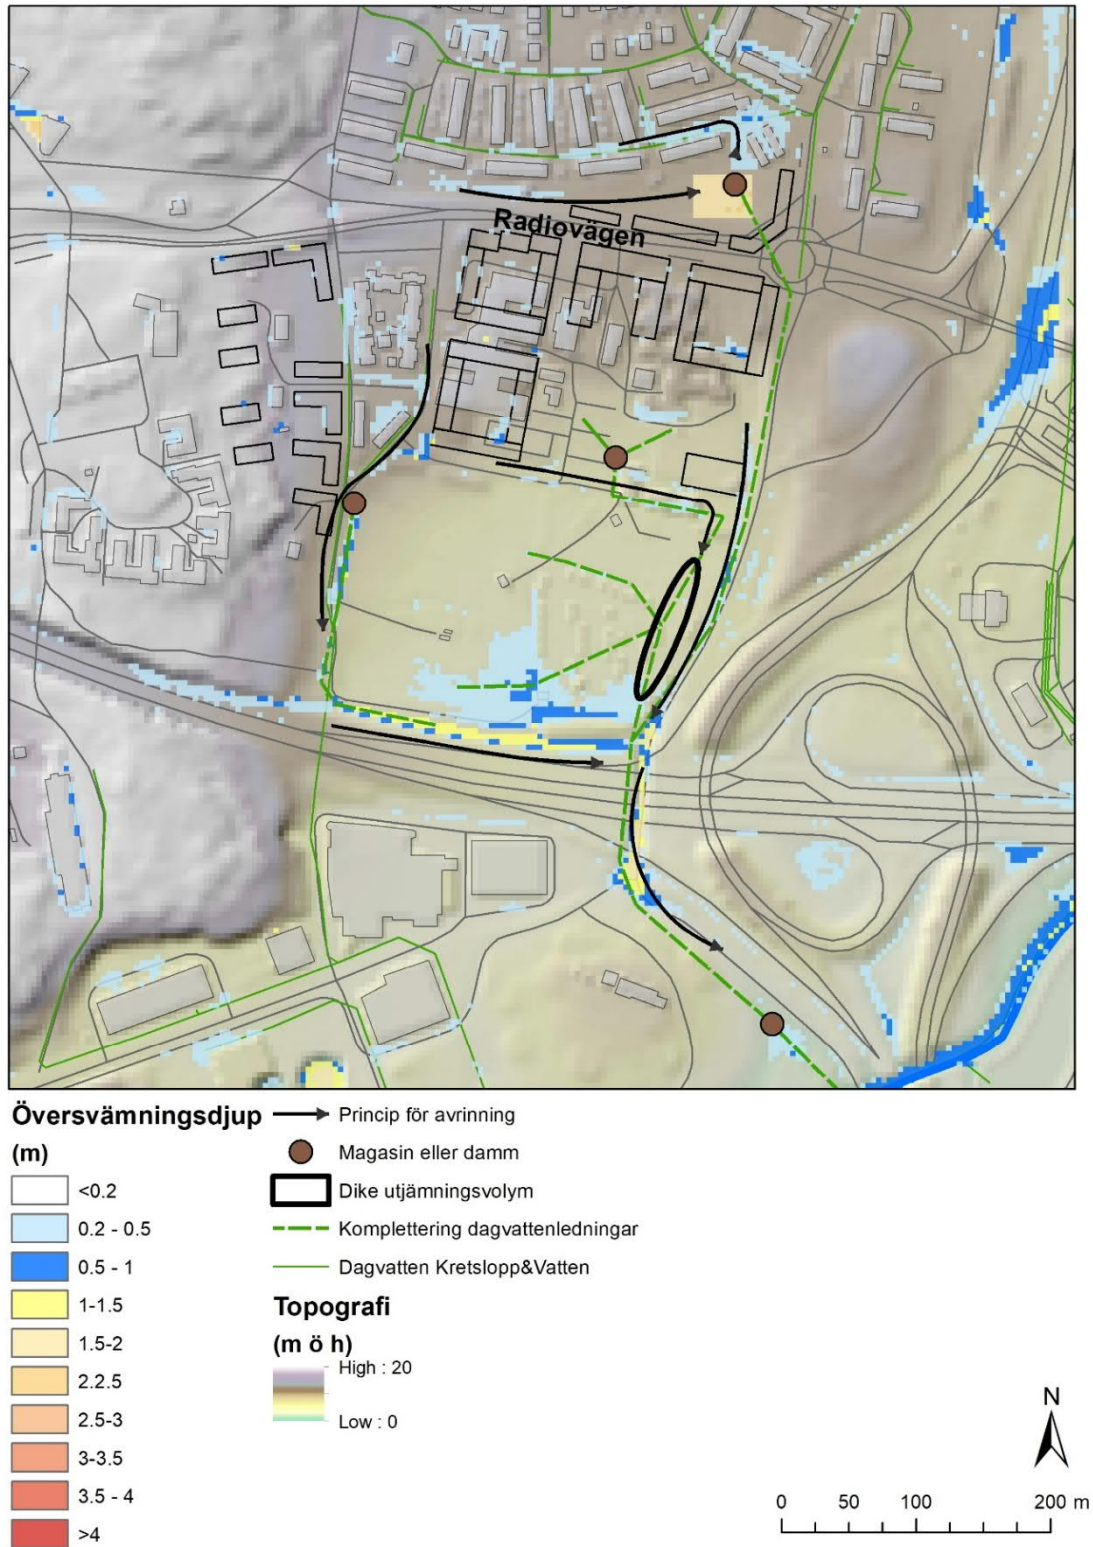 Radiovägen
Översvämningsdjup
(m)
<0.2
0.2 - 0.5
0.5 - 1
1-1.5
1.5-2
2.2.5
2.5-3
3-3.5
3.5 - 4
>4
Princip för avrinning
Magasin eller damm
Dike utjämningsvolym
Komplettering dagvattenledningar
Dagvatten Kretslopp&Vatten
Topografi
(m ö h)
High : 20
Low : 0
N
0 50 100 200 m